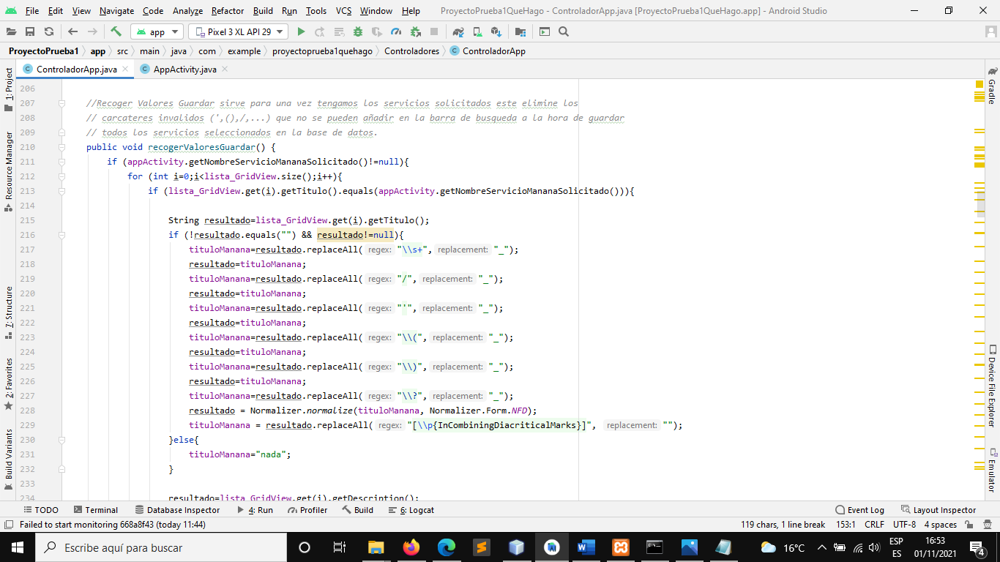 File Edit View Navigate Code Analyze Refactor Build Run Tools VCS Window Help ProyectoPrueba1QueHago - ControladorApp.java [ProyectoPrueba1QueHago.app] - Android Studio
app Pixel 3 XL API 29
ProyectoPrueba1 app src main java com example proyectoprueba1quehago Controladores ControladorApp
ControladorApp.java AppActivity.java
1: Project
Resource Manager
7: Structure
2: Favorites
Build Variants
206
207 //Recoger Valores Guardar sirve para una vez tengamos los servicios solicitados este elimine los
208 // carcateres invalidos (',(),/,...) que no se pueden añadir en la barra de busqueda a la hora de guardar
209 // todos los servicios seleccionados en la base de datos.
210 public void recogerValoresGuardar() {
211 if (appActivity.getNombreServicioMananaSolicitado()!=null){
212 for (int i=0;i<lista_GridView.size();i++){
213 if (lista_GridView.get(i).getTitulo().equals(appActivity.getNombreServicioMananaSolicitado())){
214
215 String resultado=lista_GridView.get(i).getTitulo();
216 if (!resultado.equals("") && resultado!=null){
217 tituloManana=resultado.replaceAll( regex: "\\s+", replacement: "_");
218 resultado=tituloManana;
219 tituloManana=resultado.replaceAll( regex: "/", replacement: "_");
220 resultado=tituloManana;
221 tituloManana=resultado.replaceAll( regex: "'", replacement: "_");
222 resultado=tituloManana;
223 tituloManana=resultado.replaceAll( regex: "\\(", replacement: "_");
224 resultado=tituloManana;
225 tituloManana=resultado.replaceAll( regex: "\\)", replacement: "_");
226 resultado=tituloManana;
227 tituloManana=resultado.replaceAll( regex: "\\?", replacement: "_");
228 resultado = Normalizer.normalize(tituloManana, Normalizer.Form.NFD);
229 tituloManana = resultado.replaceAll( regex: "[\\p{InCombiningDiacriticalMarks}]", replacement: "");
230 }else{
231 tituloManana="nada";
232 }
233
234 resultado=lista_GridView.get(i).getDescription();
Gradle
Device File Explorer
Emulator
TODO Terminal Database Inspector 4: Run Profiler Build 6: Logcat Event Log Layout Inspector
Failed to start monitoring 668a8f43 (today 11:44) 119 chars, 1 line break 153:1 CRLF UTF-8 4 spaces
Escribe aquí para buscar 16°C ESP 16:53
ES 01/11/2021 4